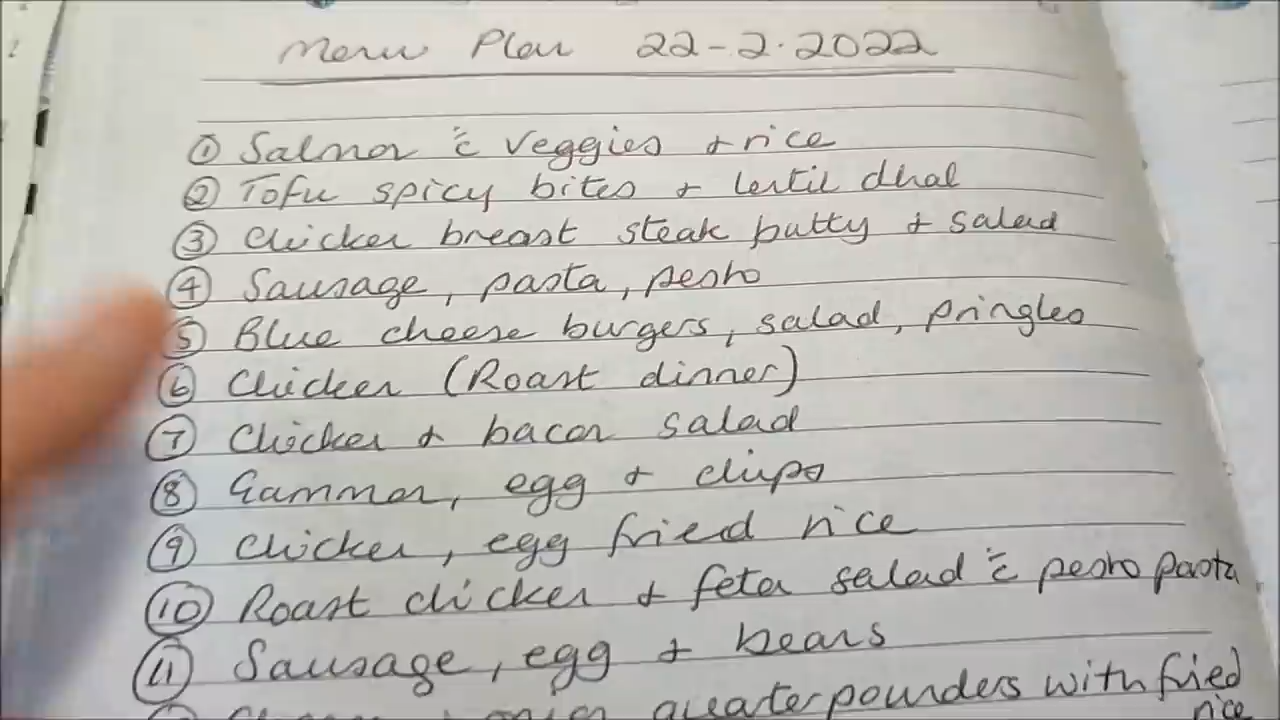 Menu Plan 22-2-2022
① Salmon c̄ veggies + rice
② Tofu spicy bites + lentil dhal
③ Chicken breast steak butty + salad
④ Sausage, pasta, pesto
⑤ Blue cheese burgers, salad, pringles
⑥ Chicken (Roast dinner)
⑦ Chicken + bacon salad
⑧ Gammon, egg + chips
⑨ Chicken, egg fried rice
⑩ Roast chicken + feta salad c̄ pesto pasta
⑪ Sausage, egg + beans
quarterpounders with fried
rice